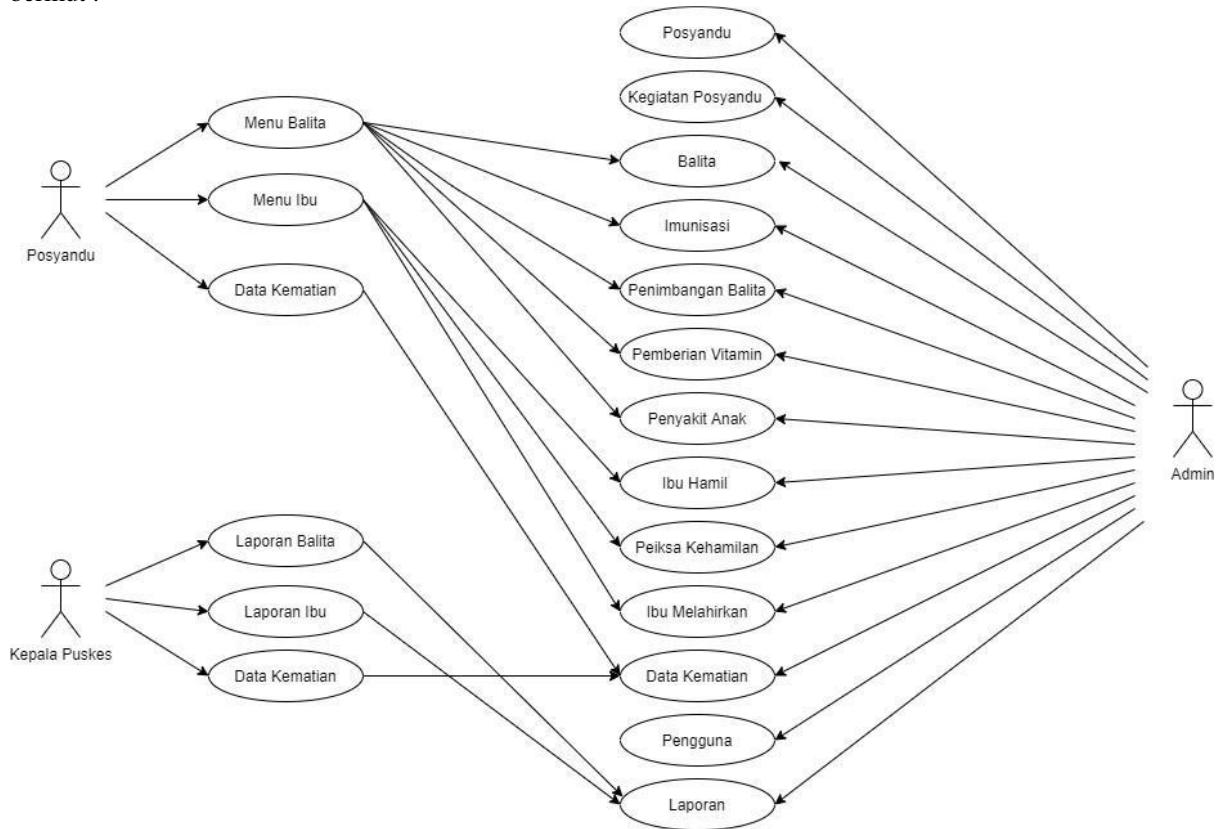 Posyandu
Kegiatan Posyandu
Menu Balita
Balita
Menu Ibu
Imunisasi
Posyandu
Data Kematian
Penimbangan Balita
Pemberian Vitamin
Penyakit Anak
Admin
Ibu Hamil
Laporan Balita
Peiksa Kehamilan
Laporan Ibu
Ibu Melahirkan
Kepala Puskes
Data Kematian
Data Kematian
Pengguna
Laporan